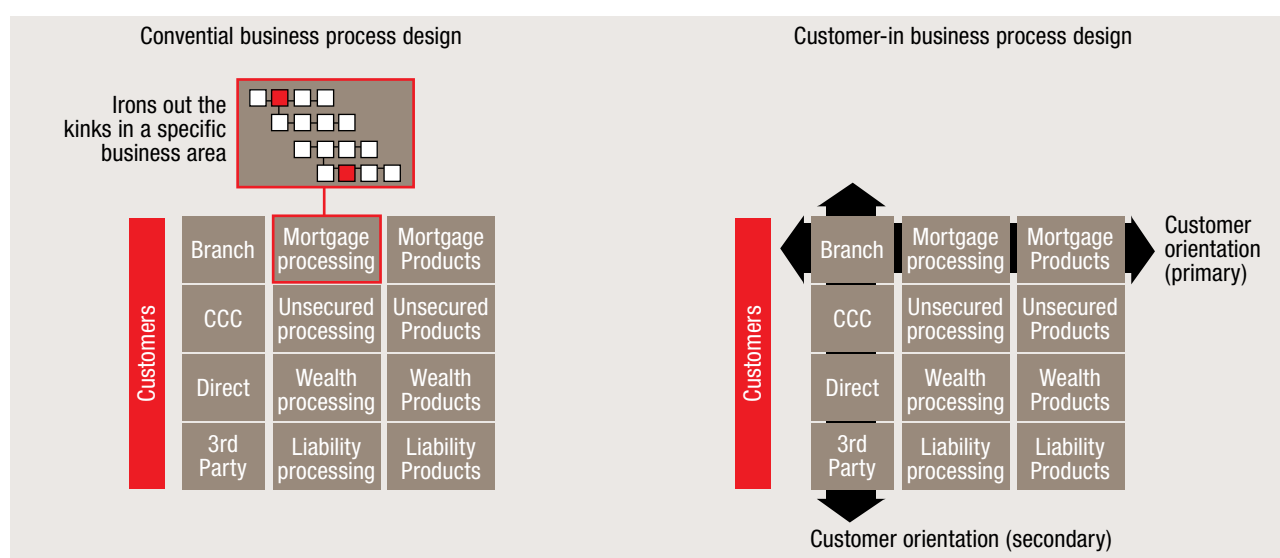 Convential business process design
Irons out the
kinks in a specific
business area
Customers
Branch
Mortgage
processing
Mortgage
Products
CCC
Unsecured
processing
Unsecured
Products
Direct
Wealth
processing
Wealth
Products
3rd
Party
Liability
processing
Liability
Products
Customer-in business process design
Customers
Branch
Mortgage
processing
Mortgage
Products
Customer
orientation
(primary)
CCC
Unsecured
processing
Unsecured
Products
Direct
Wealth
processing
Wealth
Products
3rd
Party
Liability
processing
Liability
Products
Customer orientation (secondary)